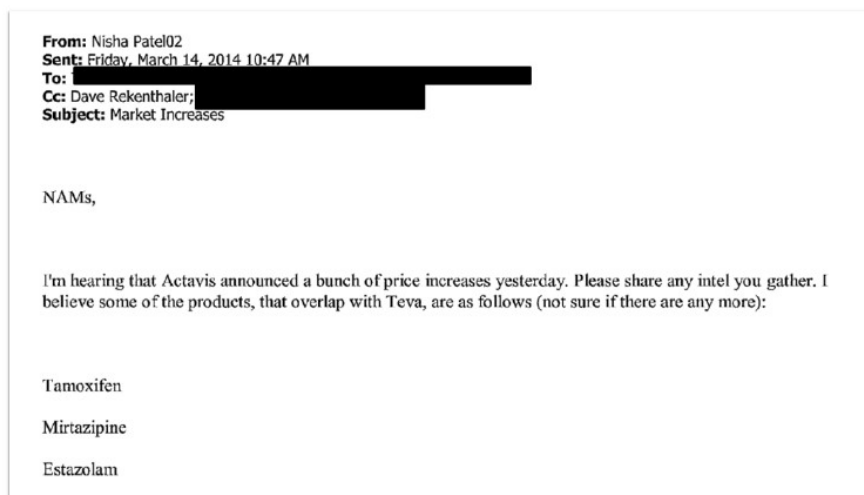 From: Nisha Patel02
Sent: Friday, March 14, 2014 10:47 AM
To:
Cc: Dave Rekenthaler;
Subject: Market Increases
NAMs,
I'm hearing that Actavis announced a bunch of price increases yesterday. Please share any intel you gather. I
believe some of the products, that overlap with Teva, are as follows (not sure if there are any more):
Tamoxifen
Mirtazipine
Estazolam